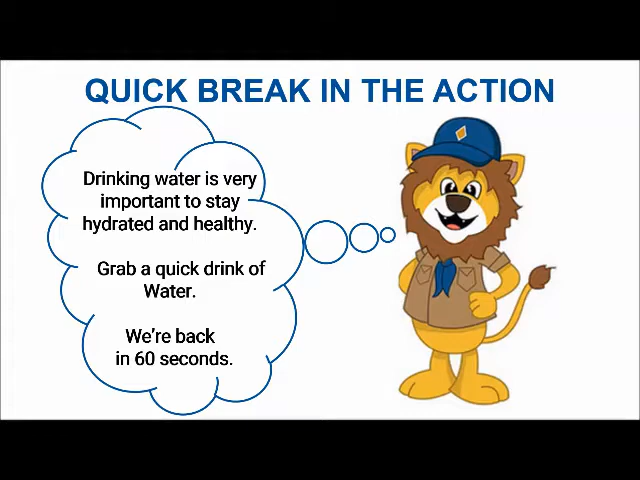 QUICK BREAK IN THE ACTION
Drinking water is very
important to stay
hydrated and healthy.
Grab a quick drink of
Water.
We're back
in 60 seconds.